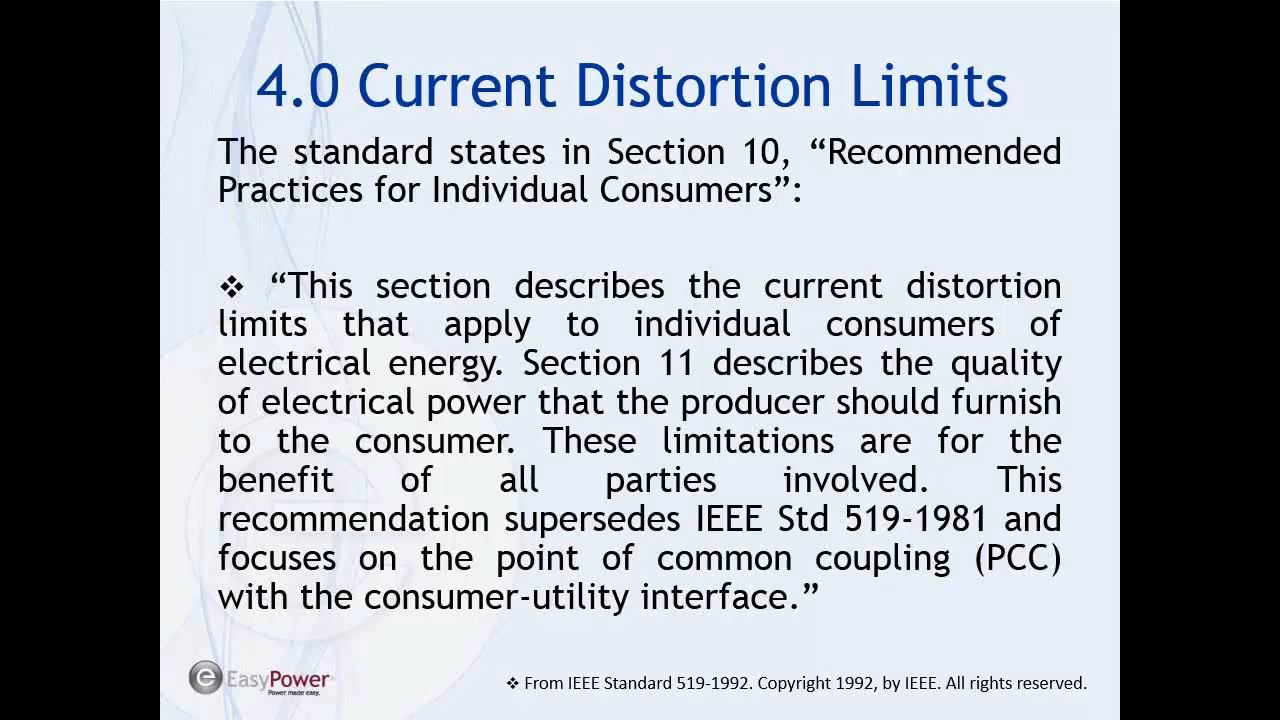 4.0 Current Distortion Limits
The standard states in Section 10, “Recommended
Practices for Individual Consumers”:
❖ “This section describes the current distortion
limits that apply to individual consumers of
electrical energy. Section 11 describes the quality
of electrical power that the producer should furnish
to the consumer. These limitations are for the
benefit of all parties involved. This
recommendation supersedes IEEE Std 519-1981 and
focuses on the point of common coupling (PCC)
with the consumer-utility interface.”
e EasyPower
Power made easy.
❖ From IEEE Standard 519-1992. Copyright 1992, by IEEE. All rights reserved.